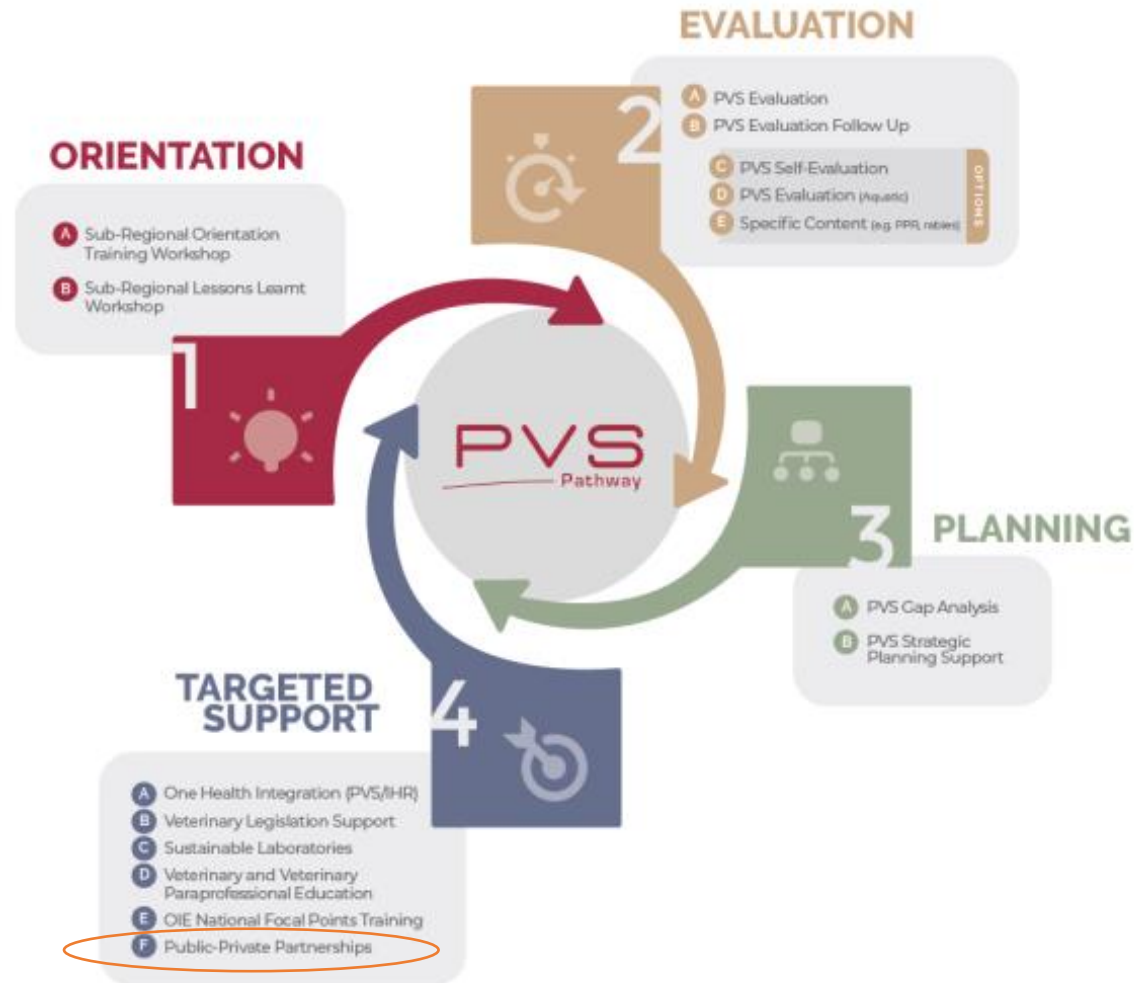 ORIENTATION
A Sub-Regional Orientation
Training Workshop
B Sub-Regional Lessons Learnt
Workshop
1
EVALUATION
2
A PVS Evaluation
B PVS Evaluation Follow Up
C PVS Self-Evaluation
D PVS Evaluation (Aquatic)
E Specific Content (e.g. PPR, rabies)
OPTIONS
PVS
Pathway
3
PLANNING
A PVS Gap Analysis
B PVS Strategic
Planning Support
TARGETED
SUPPORT
4
A One Health Integration (PVS/IHR)
B Veterinary Legislation Support
C Sustainable Laboratories
D Veterinary and Veterinary
Paraprofessional Education
E OIE National Focal Points Training
F Public-Private Partnerships